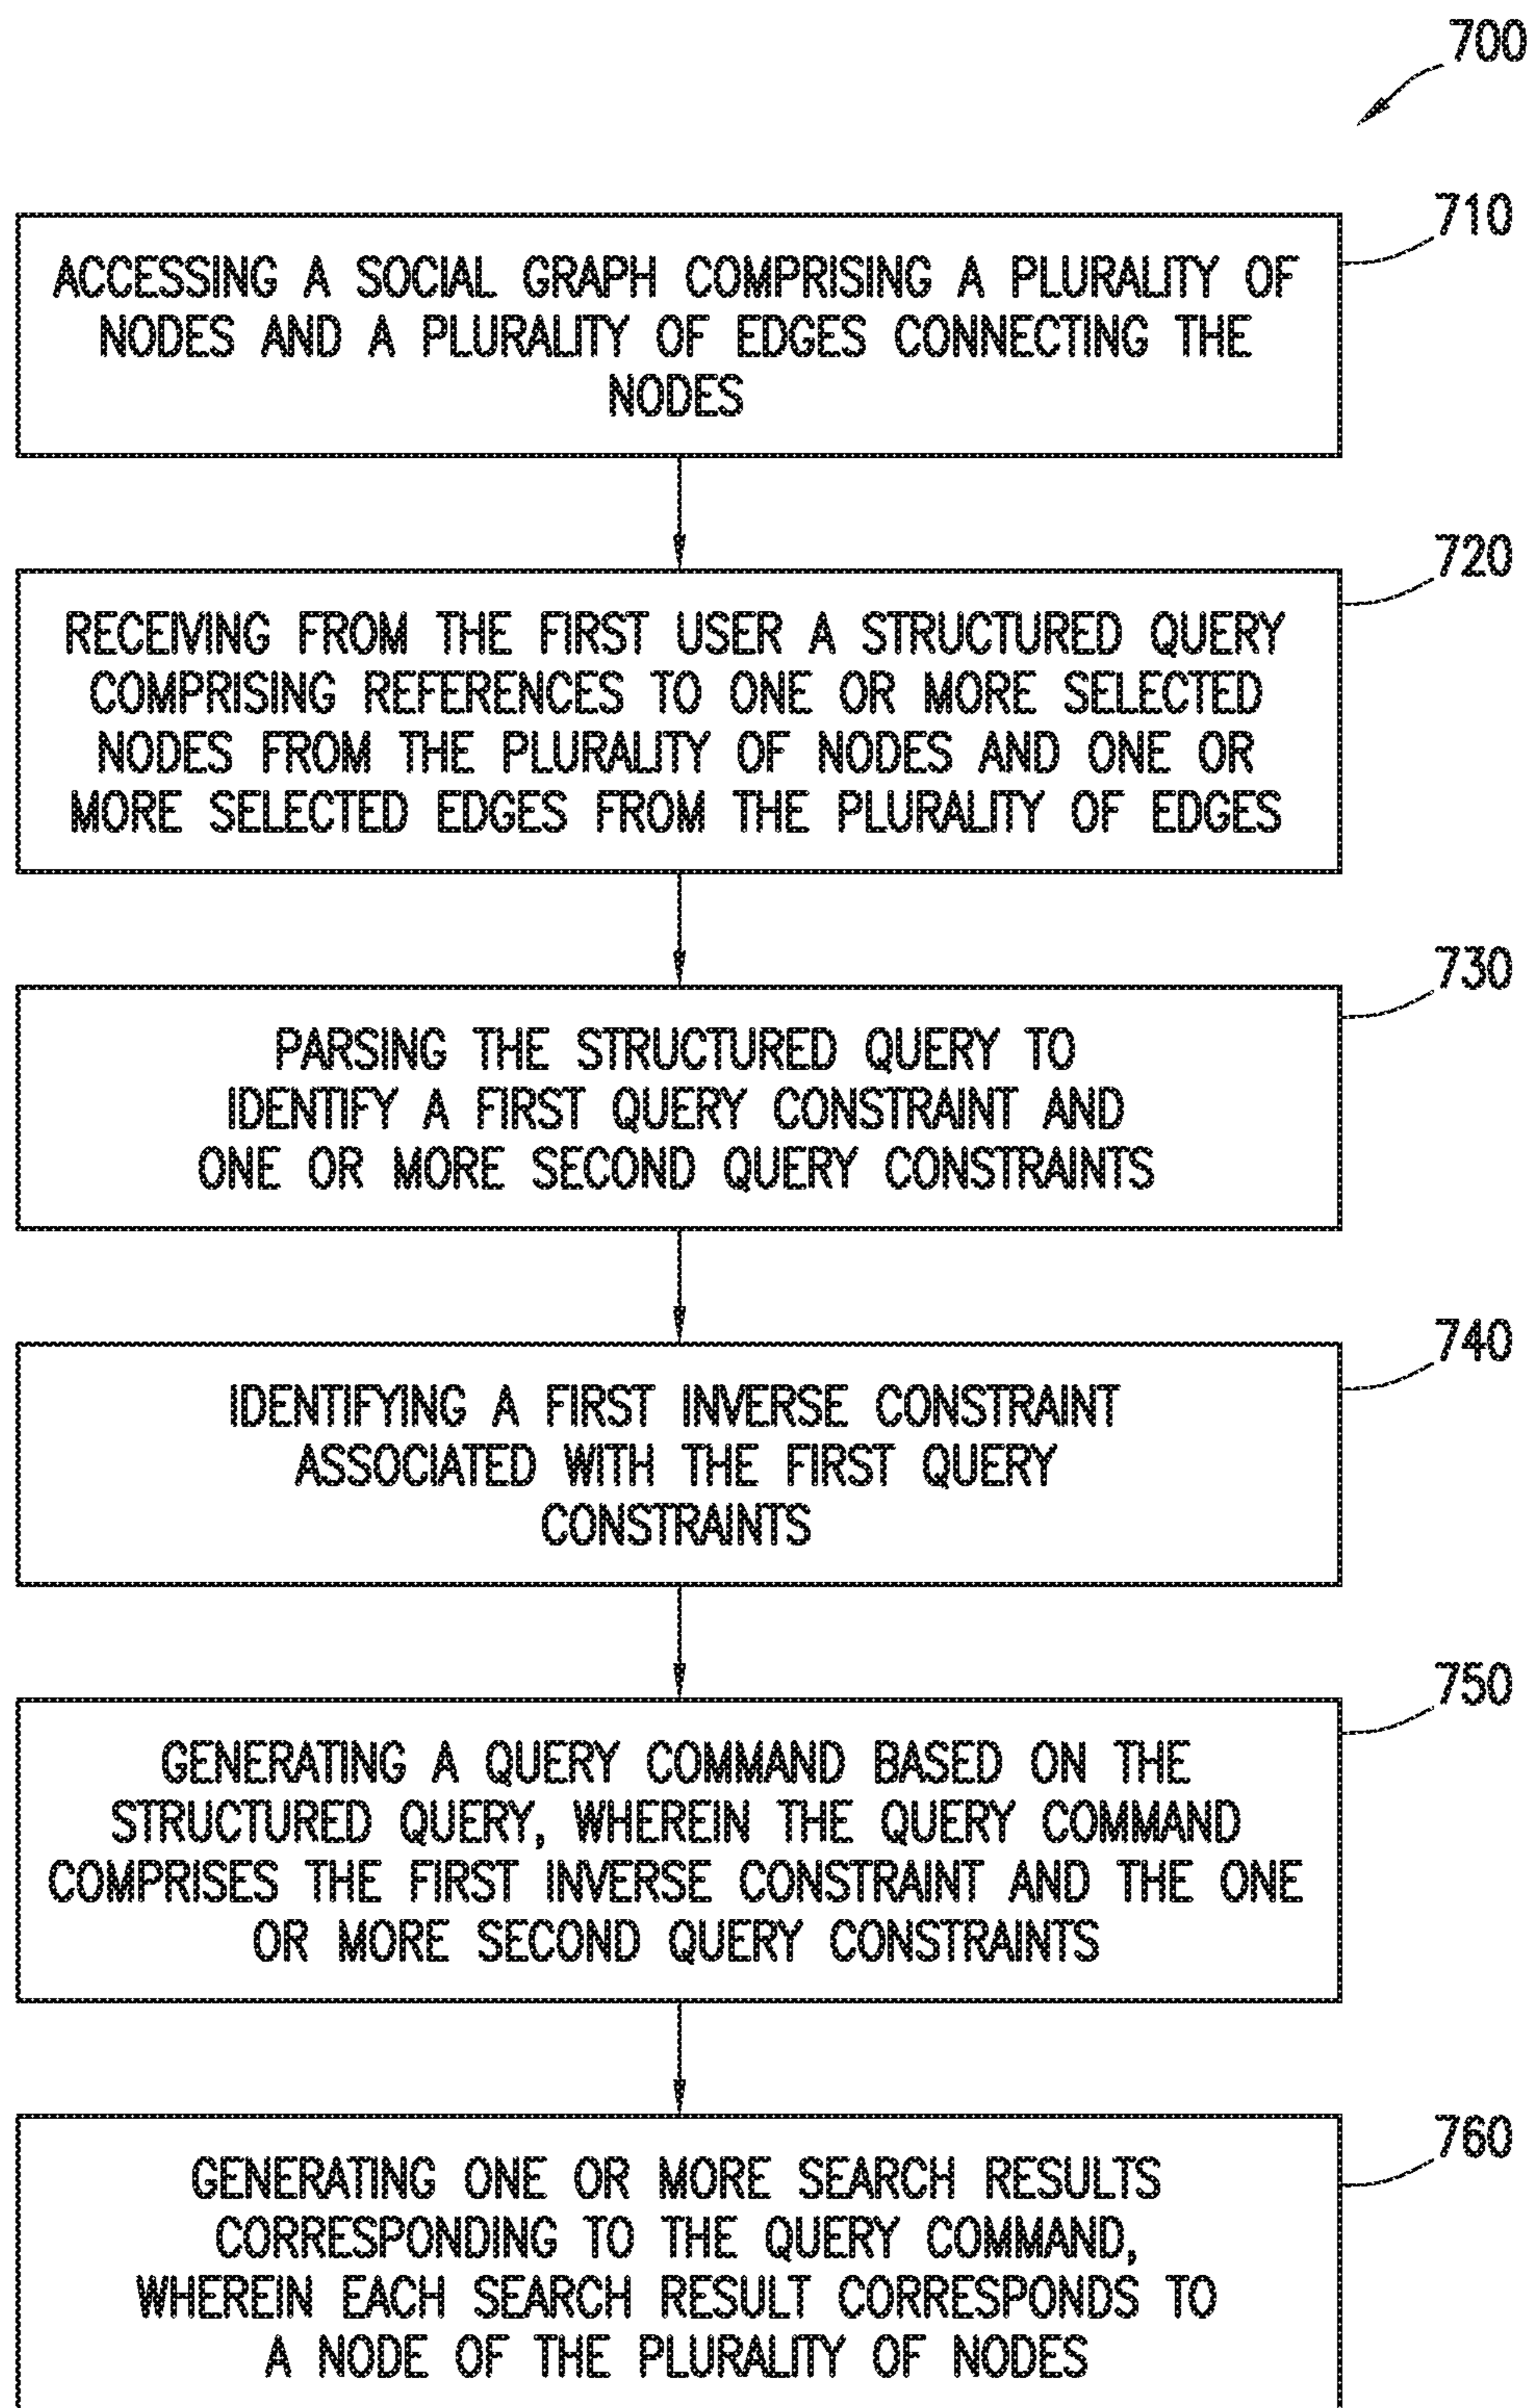 700
710
ACCESSING A SOCIAL GRAPH COMPRISING A PLURALITY OF
NODES AND A PLURALITY OF EDGES CONNECTING THE
NODES
720
RECEIVING FROM THE FIRST USER A STRUCTURED QUERY
COMPRISING REFERENCES TO ONE OR MORE SELECTED
NODES FROM THE PLURALITY OF NODES AND ONE OR
MORE SELECTED EDGES FROM THE PLURALITY OF EDGES
730
PARSING THE STRUCTURED QUERY TO
IDENTIFY A FIRST QUERY CONSTRAINT AND
ONE OR MORE SECOND QUERY CONSTRAINTS
740
IDENTIFYING A FIRST INVERSE CONSTRAINT
ASSOCIATED WITH THE FIRST QUERY
CONSTRAINTS
750
GENERATING A QUERY COMMAND BASED ON THE
STRUCTURED QUERY, WHEREIN THE QUERY COMMAND
COMPRISES THE FIRST INVERSE CONSTRAINT AND THE ONE
OR MORE SECOND QUERY CONSTRAINTS
760
GENERATING ONE OR MORE SEARCH RESULTS
CORRESPONDING TO THE QUERY COMMAND,
WHEREIN EACH SEARCH RESULT CORRESPONDS TO
A NODE OF THE PLURALITY OF NODES